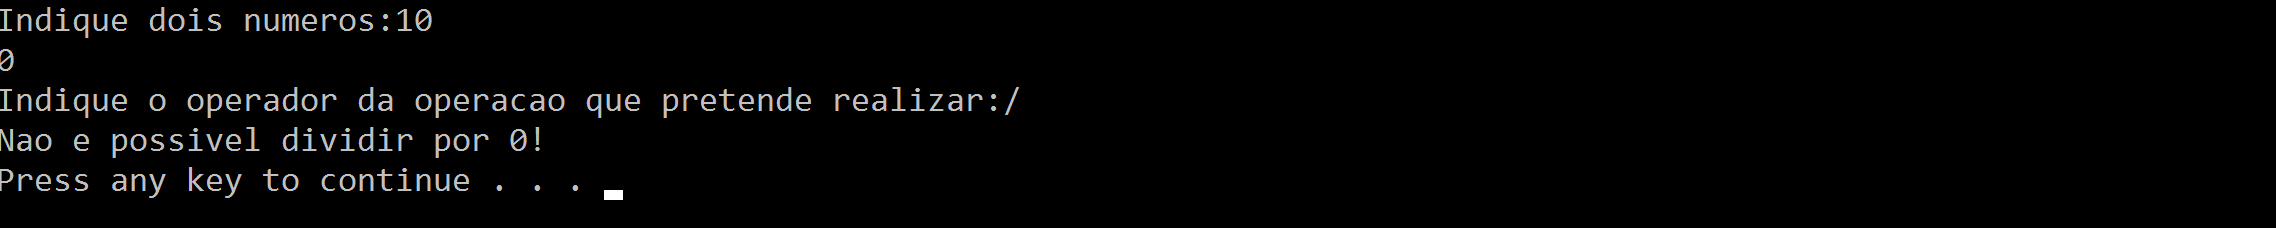 Indique dois numeros:10
0
Indique o operador da operacao que pretende realizar:/
Nao e possivel dividir por 0!
Press any key to continue . . .